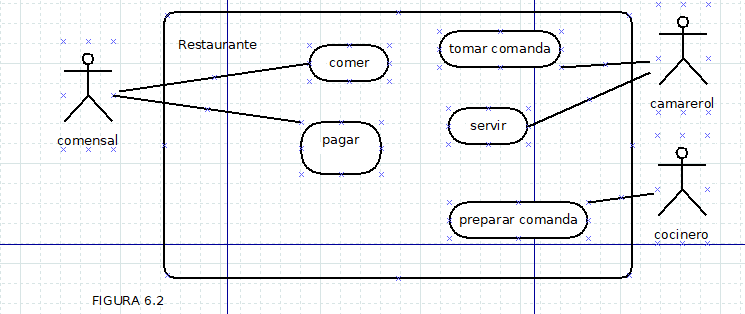 Restaurante
comer
tomar comanda
comensal
pagar
servir
camarerol
preparar comanda
cocinero
FIGURA 6.2